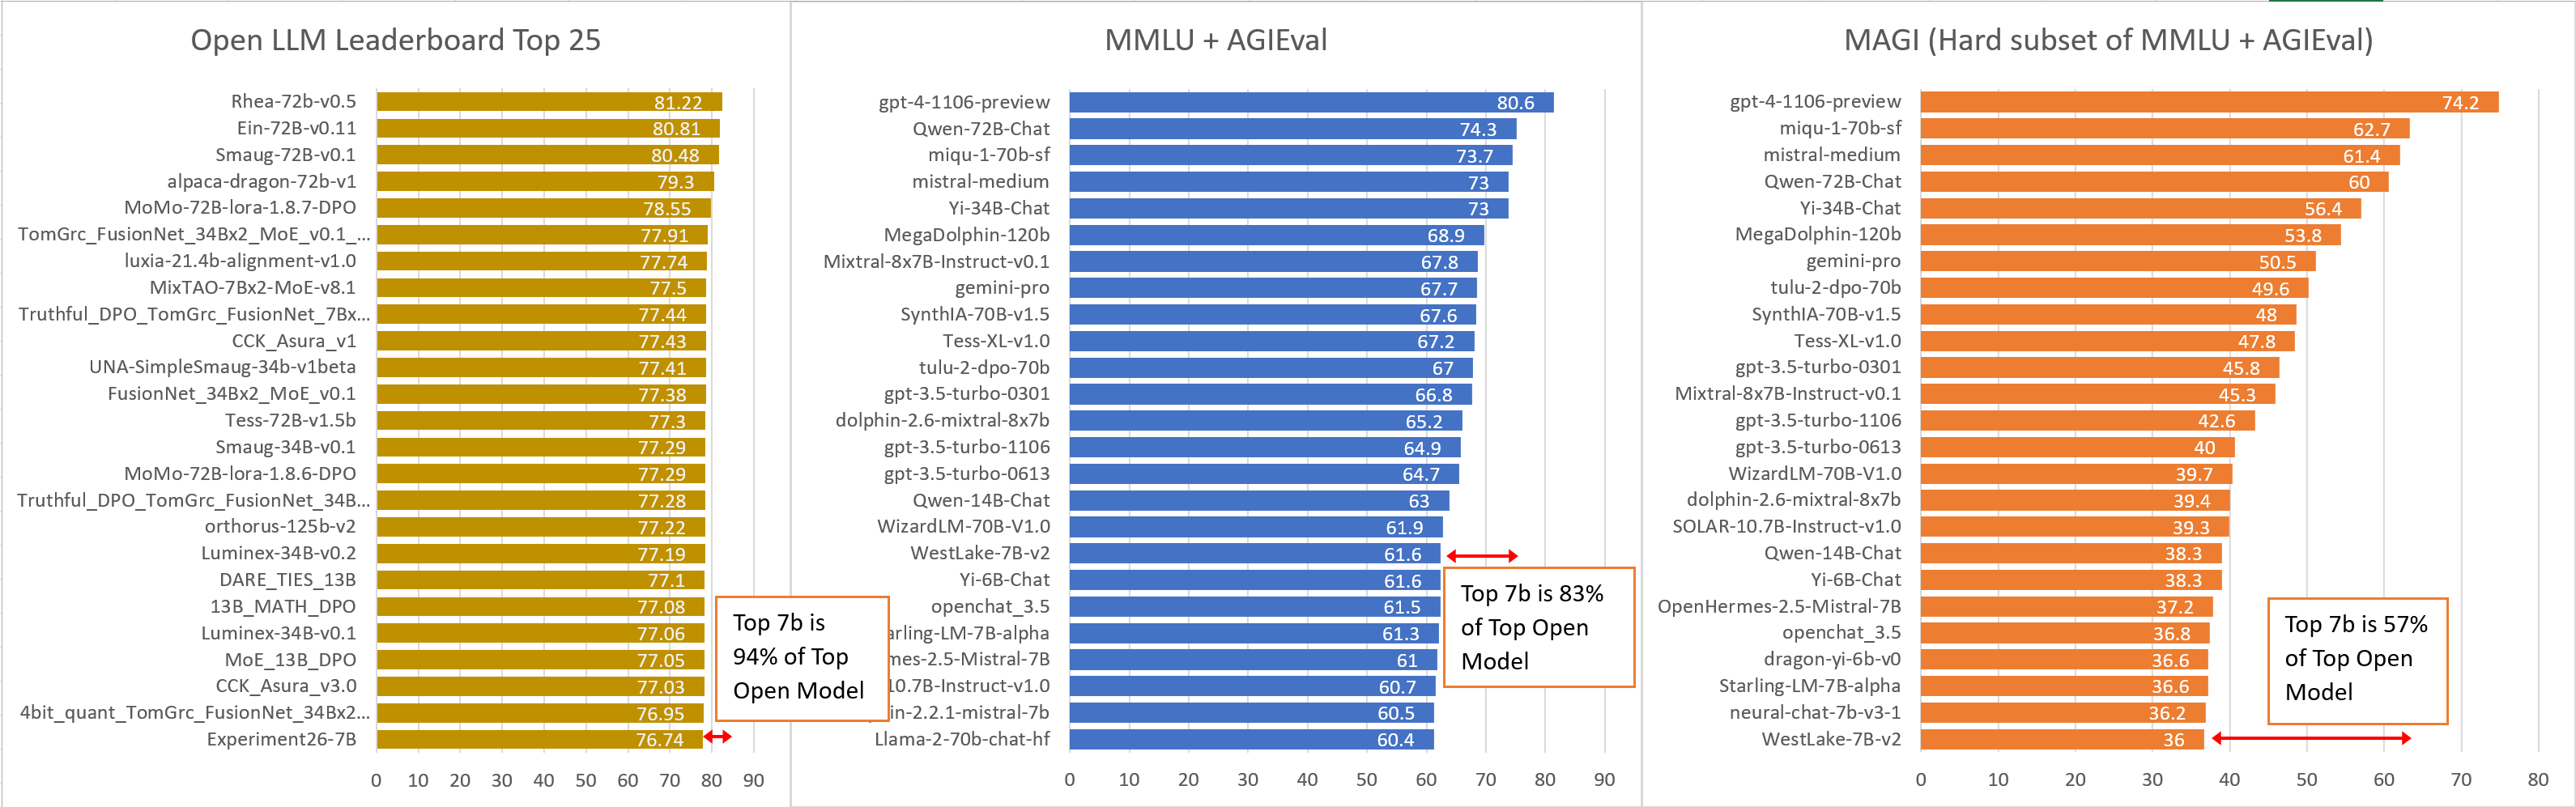 Open LLM Leaderboard Top 25
Rhea-72b-v0.5 81.22
Ein-72B-v0.11 80.81
Smaug-72B-v0.1 80.48
alpaca-dragon-72b-v1 79.3
MoMo-72B-lora-1.8.7-DPO 78.55
TomGrc_FusionNet_34Bx2_MoE_v0.1_... 77.91
luxia-21.4b-alignment-v1.0 77.74
MixTAO-7Bx2-MoE-v8.1 77.5
Truthful_DPO_TomGrc_FusionNet_7Bx... 77.44
CCK_Asura_v1 77.43
UNA-SimpleSmaug-34b-v1beta 77.41
FusionNet_34Bx2_MoE_v0.1 77.38
Tess-72B-v1.5b 77.3
Smaug-34B-v0.1 77.29
MoMo-72B-lora-1.8.6-DPO 77.29
Truthful_DPO_TomGrc_FusionNet_34B... 77.28
orthorus-125b-v2 77.22
Luminex-34B-v0.2 77.19
DARE_TIES_13B 77.1
13B_MATH_DPO 77.08
Luminex-34B-v0.1 77.06
MoE_13B_DPO 77.05
CCK_Asura_v3.0 77.03
4bit_quant_TomGrc_FusionNet_34Bx2... 76.95
Experiment26-7B 76.74
0 10 20 30 40 50 60 70 80 90
Top 7b is
94% of Top
Open Model
MMLU + AGIEval
gpt-4-1106-preview 80.6
Qwen-72B-Chat 74.3
miqu-1-70b-sf 73.7
mistral-medium 73
Yi-34B-Chat 73
MegaDolphin-120b 68.9
Mixtral-8x7B-Instruct-v0.1 67.8
gemini-pro 67.7
SynthIA-70B-v1.5 67.6
Tess-XL-v1.0 67.2
tulu-2-dpo-70b 67
gpt-3.5-turbo-0301 66.8
dolphin-2.6-mixtral-8x7b 65.2
gpt-3.5-turbo-1106 64.9
gpt-3.5-turbo-0613 64.7
Qwen-14B-Chat 63
WizardLM-70B-V1.0 61.9
WestLake-7B-v2 61.6
Yi-6B-Chat 61.6
openchat_3.5 61.5
arling-LM-7B-alpha 61.3
mes-2.5-Mistral-7B 61
10.7B-Instruct-v1.0 60.7
in-2.2.1-mistral-7b 60.5
Llama-2-70b-chat-hf 60.4
0 10 20 30 40 50 60 70 80 90
Top 7b is 83%
of Top Open
Model
MAGI (Hard subset of MMLU + AGIEval)
gpt-4-1106-preview 74.2
miqu-1-70b-sf 62.7
mistral-medium 61.4
Qwen-72B-Chat 60
Yi-34B-Chat 56.4
MegaDolphin-120b 53.8
gemini-pro 50.5
tulu-2-dpo-70b 49.6
SynthIA-70B-v1.5 48
Tess-XL-v1.0 47.8
gpt-3.5-turbo-0301 45.8
Mixtral-8x7B-Instruct-v0.1 45.3
gpt-3.5-turbo-1106 42.6
gpt-3.5-turbo-0613 40
WizardLM-70B-V1.0 39.7
dolphin-2.6-mixtral-8x7b 39.4
SOLAR-10.7B-Instruct-v1.0 39.3
Qwen-14B-Chat 38.3
Yi-6B-Chat 38.3
OpenHermes-2.5-Mistral-7B 37.2
openchat_3.5 36.8
dragon-yi-6b-v0 36.6
Starling-LM-7B-alpha 36.6
neural-chat-7b-v3-1 36.2
WestLake-7B-v2 36
0 10 20 30 40 50 60 70 80
Top 7b is 57%
of Top Open
Model